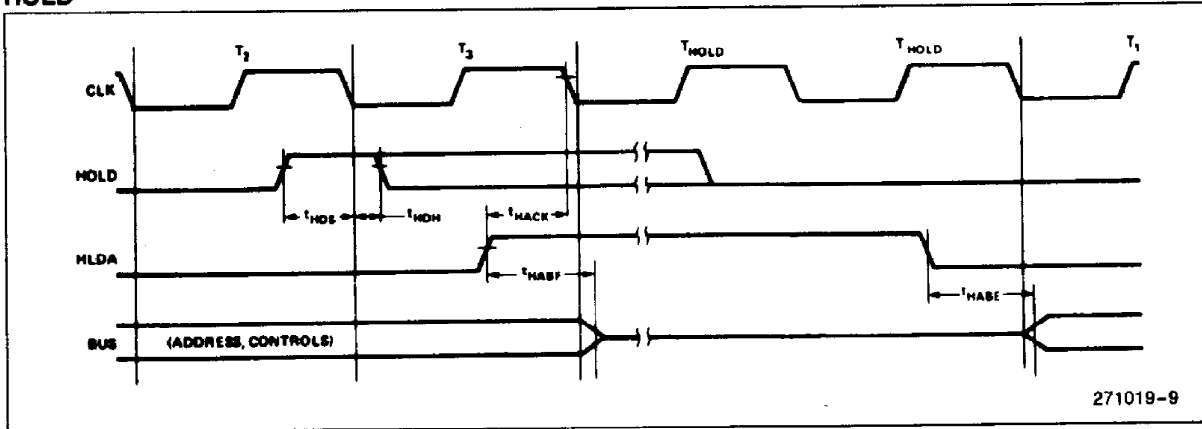 HOLD
T2 T3 THOLD THOLD T1
CLK
HOLD
tHDS tHDH tHACK
HLDA
tHABF tHABE
BUS (ADDRESS, CONTROLS)
271019-9